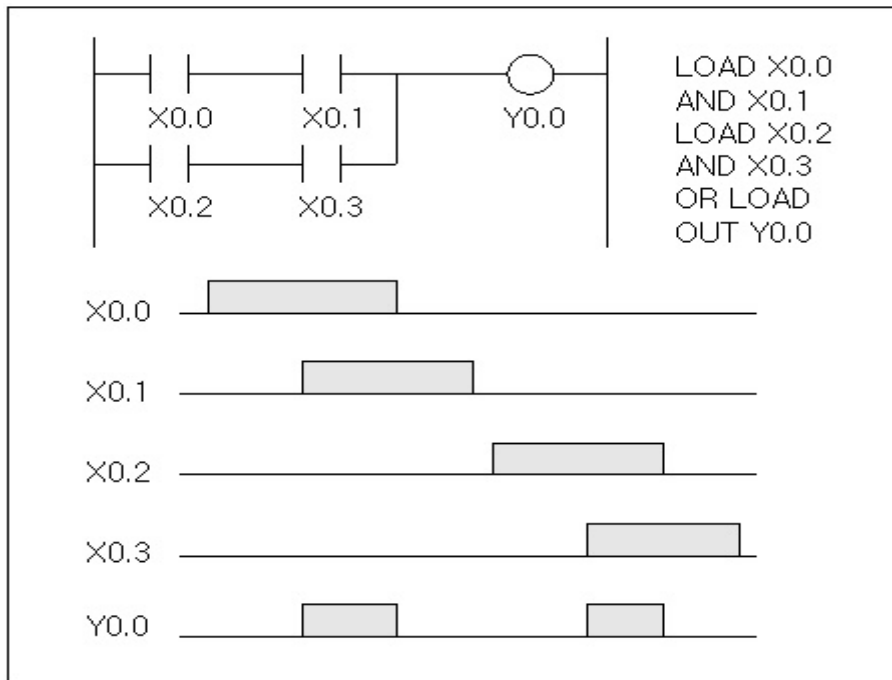 X0.0 X0.1 Y0.0
X0.2 X0.3
LOAD X0.0
AND X0.1
LOAD X0.2
AND X0.3
OR LOAD
OUT Y0.0
X0.0
X0.1
X0.2
X0.3
Y0.0